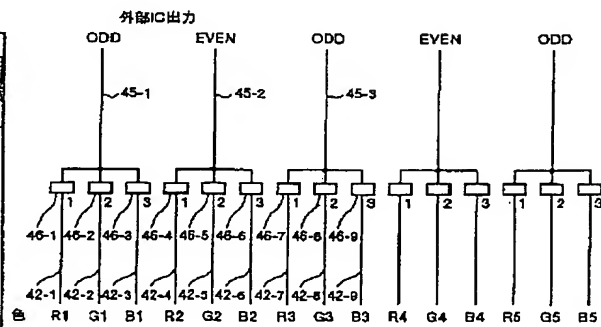 外部IC出力
ODD EVEN ODD EVEN ODD
45-1 45-2 45-3
1 2 3 1 2 3 1 2 3 1 2 3 1 2 3
46-1 46-2 46-3 46-4 46-5 46-6 46-7 46-8 46-9
42-1 42-2 42-3 42-4 42-5 42-6 42-7 42-8 42-9
色 R1 G1 B1 R2 G2 B2 R3 G3 B3 R4 G4 B4 R5 G5 B5